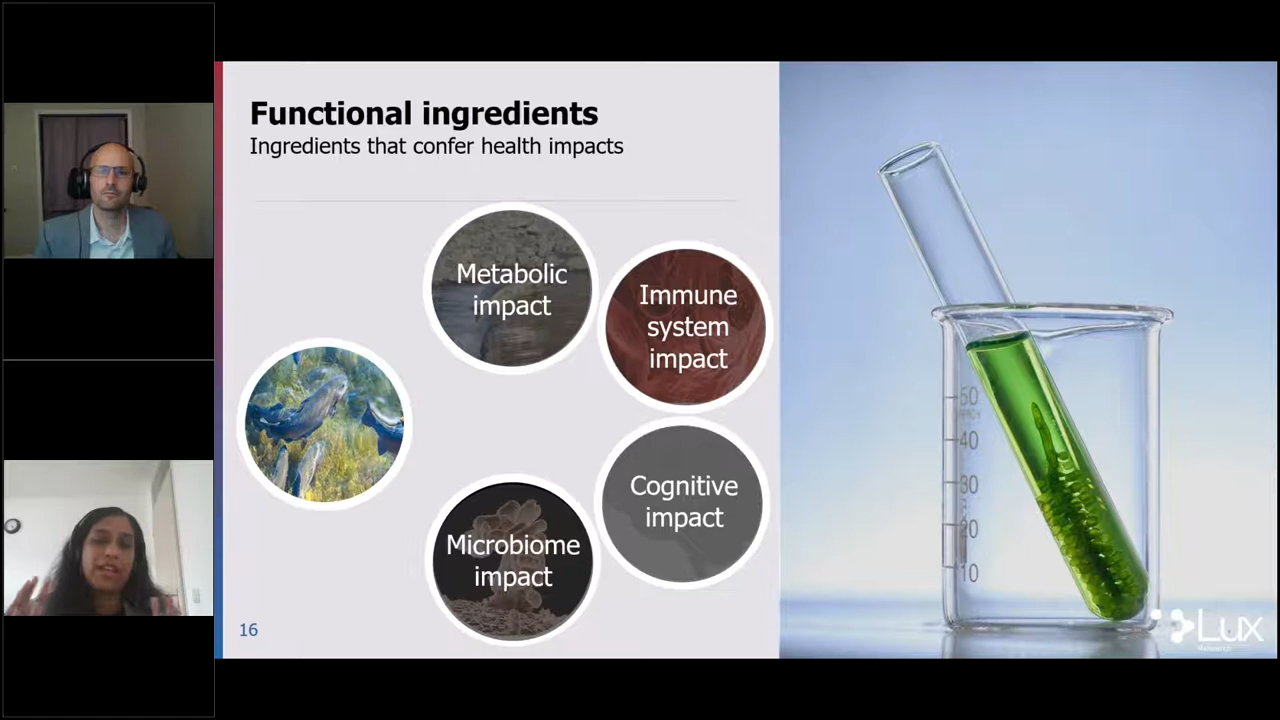 Functional ingredients
Ingredients that confer health impacts
Metabolic
impact
Immune
system
impact
Cognitive
impact
Microbiome
impact
16
50
40
30
20
10
Lux
Research